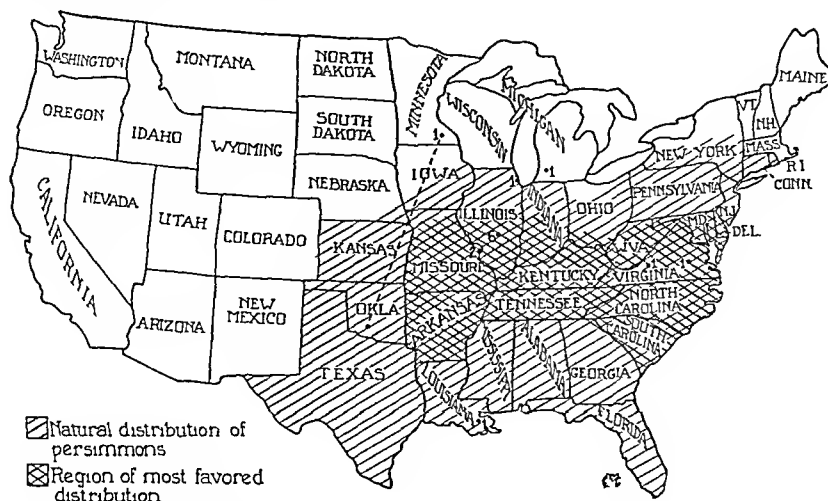 WASHINGTON
MONTANA
NORTH
DAKOTA
MINNESOTA
MAINE
OREGON
IDAHO
SOUTH
DAKOTA
WISCONSIN
MICHIGAN
VT.
N.H.
WYOMING
1.
NEW YORK
MASS.
R I
CONN.
NEBRASKA
IOWA
1
.1
CALIFORNIA
NEVADA
UTAH
COLORADO
KANSAS
ILLINOIS
INDIANA
OHIO
PENNSYLVANIA
N.J.
MD.
DEL.
MISSOURI
KENTUCKY
VIRGINIA
ARIZONA
NEW
MEXICO
OKLA.
ARKANSAS
TENNESSEE
NORTH
CAROLINA
SOUTH
CAROLINA
TEXAS
LOUISIANA
ALABAMA
GEORGIA
FLORIDA
Natural distribution of
persimmons
Region of most favored
distribution